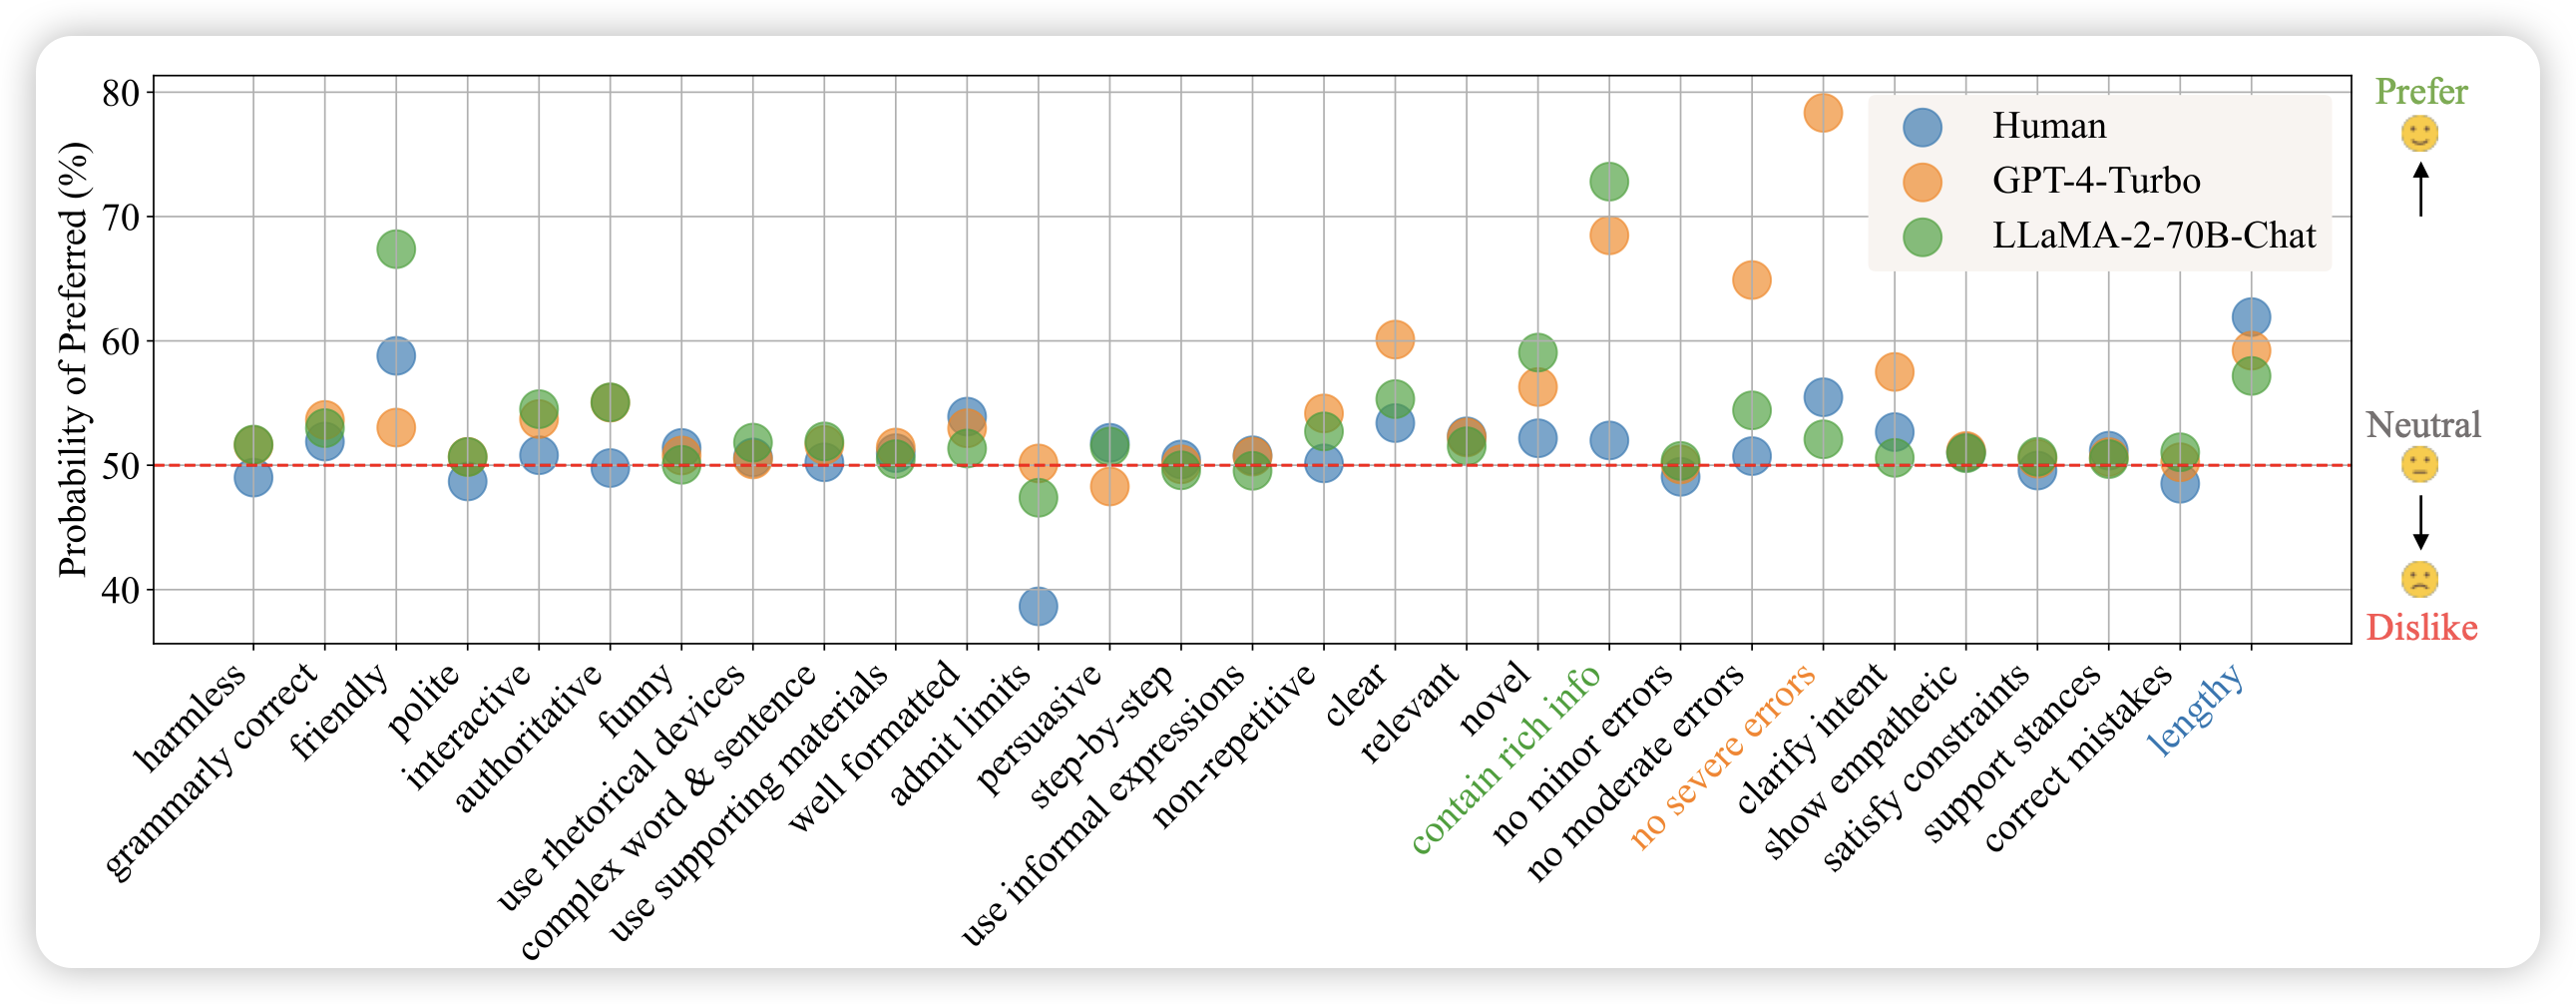 Probability of Preferred (%)
80
70
60
50
40
Human
GPT-4-Turbo
LLaMA-2-70B-Chat
Prefer
Neutral
Dislike
harmless
grammarly correct
friendly
polite
interactive
authoritative
funny
use rhetorical devices
complex word & sentence
use supporting materials
well formatted
admit limits
persuasive
step-by-step
use informal expressions
non-repetitive
clear
relevant
novel
contain rich info
no minor errors
no moderate errors
no severe errors
clarify intent
show empathetic
satisfy constraints
support stances
correct mistakes
lengthy